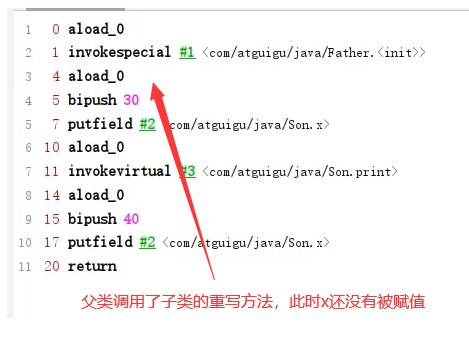 1 0 aload_0
2 1 invokespecial #1 <com/atguigu/java/Father.<init>>
3 4 aload_0
4 5 bipush 30
5 7 putfield #2 <com/atguigu/java/Son.x>
6 10 aload_0
7 11 invokevirtual #3 <com/atguigu/java/Son.print>
8 14 aload_0
9 15 bipush 40
10 17 putfield #2 <com/atguigu/java/Son.x>
11 20 return
父类调用了子类的重写方法，此时x还没有被赋值